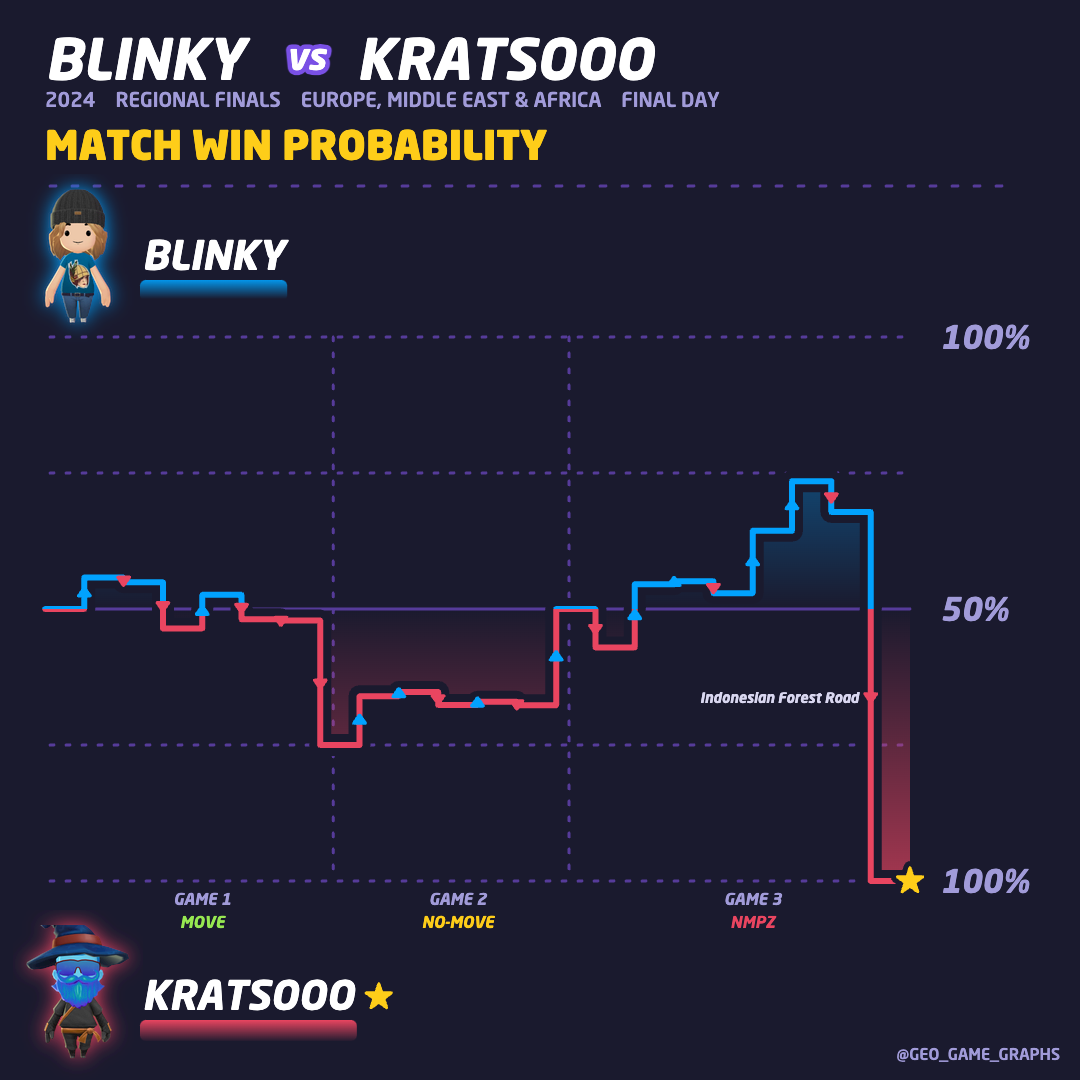 BLINKY VS KRATSOOO
2024 REGIONAL FINALS EUROPE, MIDDLE EAST & AFRICA FINAL DAY
MATCH WIN PROBABILITY
BLINKY
100%
50%
Indonesian Forest Road
100%
GAME 1 GAME 2 GAME 3
MOVE NO-MOVE NMPZ
KRATSOOO
@GEO_GAME_GRAPHS